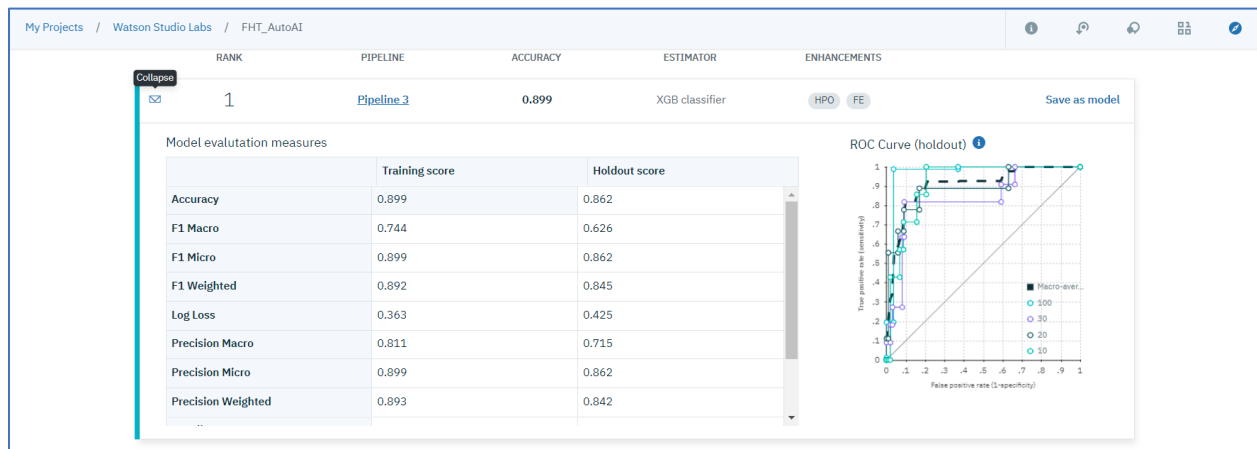 My Projects / Watson Studio Labs / FHT_AutoAI
RANK PIPELINE ACCURACY ESTIMATOR ENHANCEMENTS
Collapse
1 Pipeline 3 0.899 XGB classifier HPO FE Save as model
Model evalutation measures
Training score Holdout score
Accuracy 0.899 0.862
F1 Macro 0.744 0.626
F1 Micro 0.899 0.862
F1 Weighted 0.892 0.845
Log Loss 0.363 0.425
Precision Macro 0.811 0.715
Precision Micro 0.899 0.862
Precision Weighted 0.893 0.842
ROC Curve (holdout)
True positive rate (sensitivity)
1
.9
.8
.7
.6
.5
.4
.3
.2
.1
0
0 .1 .2 .3 .4 .5 .6 .7 .8 .9 1
False positive rate (1-specificity)
Macro-aver...
100
30
20
10